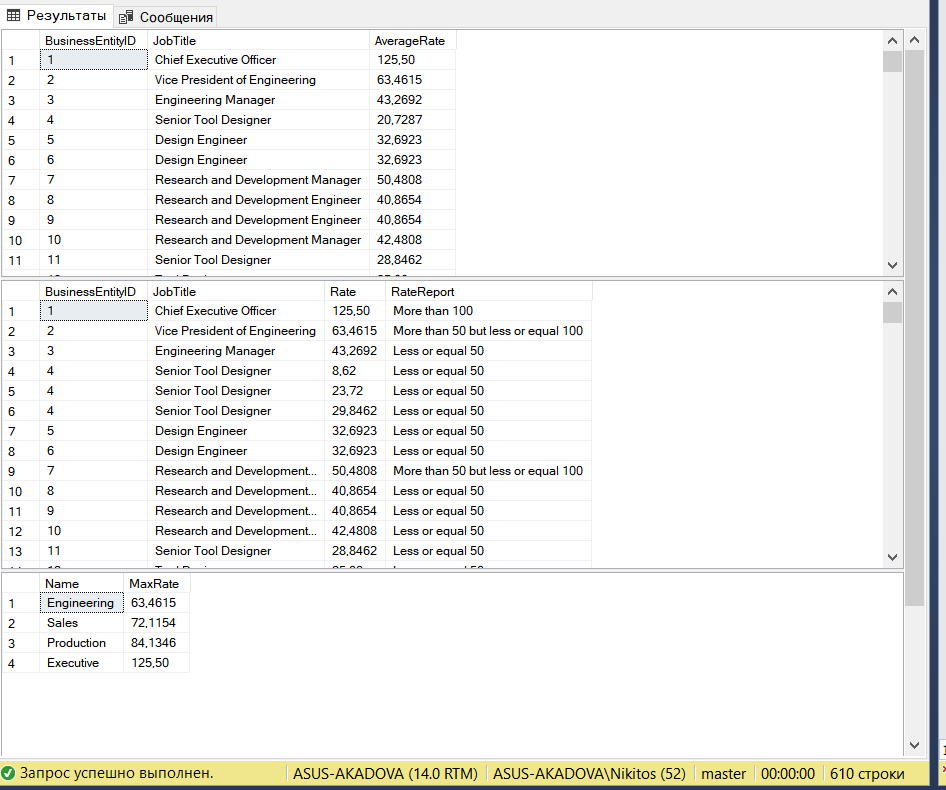 Результаты Сообщения
BusinessEntityID JobTitle AverageRate
1 1 Chief Executive Officer 125,50
2 2 Vice President of Engineering 63,4615
3 3 Engineering Manager 43,2692
4 4 Senior Tool Designer 20,7287
5 5 Design Engineer 32,6923
6 6 Design Engineer 32,6923
7 7 Research and Development Manager 50,4808
8 8 Research and Development Engineer 40,8654
9 9 Research and Development Engineer 40,8654
10 10 Research and Development Manager 42,4808
11 11 Senior Tool Designer 28,8462
BusinessEntityID JobTitle Rate RateReport
1 1 Chief Executive Officer 125,50 More than 100
2 2 Vice President of Engineering 63,4615 More than 50 but less or equal 100
3 3 Engineering Manager 43,2692 Less or equal 50
4 4 Senior Tool Designer 8,62 Less or equal 50
5 4 Senior Tool Designer 23,72 Less or equal 50
6 4 Senior Tool Designer 29,8462 Less or equal 50
7 5 Design Engineer 32,6923 Less or equal 50
8 6 Design Engineer 32,6923 Less or equal 50
9 7 Research and Development... 50,4808 More than 50 but less or equal 100
10 8 Research and Development... 40,8654 Less or equal 50
11 9 Research and Development... 40,8654 Less or equal 50
12 10 Research and Development... 42,4808 Less or equal 50
13 11 Senior Tool Designer 28,8462 Less or equal 50
Name MaxRate
1 Engineering 63,4615
2 Sales 72,1154
3 Production 84,1346
4 Executive 125,50
Запрос успешно выполнен. ASUS-AKADOVA (14.0 RTM) ASUS-AKADOVA\Nikitos (52) master 00:00:00 610 строки